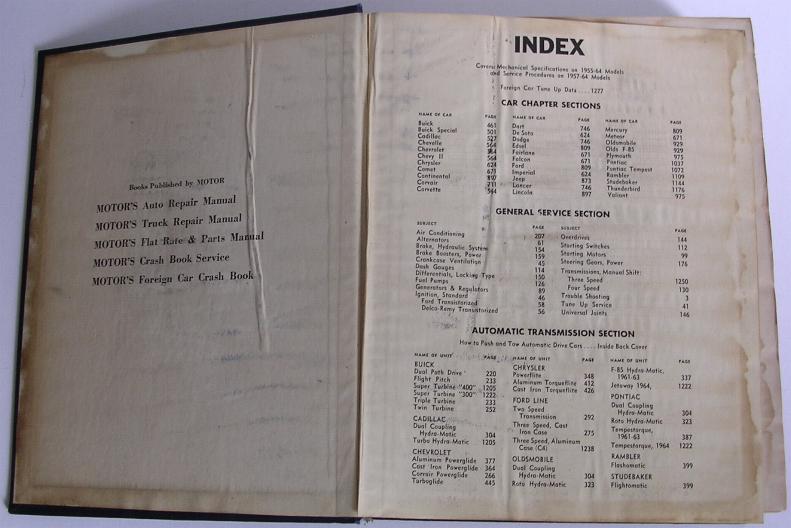 Books Published by MOTOR
MOTOR'S Auto Repair Manual
MOTOR'S Truck Repair Manual
MOTOR'S Flat Rate & Parts Manual
MOTOR'S Crash Book Service
MOTOR'S Foreign Car Crash Book
INDEX
Covers Mechanical Specifications on 1955-64 Models
and Service Procedures on 1957-64 Models
Foreign Car Tune Up Data .... 1277
CAR CHAPTER SECTIONS
NAME OF CAR PAGE
Buick 461
Buick Special 501
Cadillac 527
Chevelle 564
Chevrolet 564
Chevy II 564
Chrysler 624
Comet 671
Continental 897
Corvair 711
Corvette 564
NAME OF CAR PAGE
Dart 746
De Soto 624
Dodge 746
Edsel 809
Fairlane 671
Falcon 671
Ford 809
Imperial 624
Jeep 873
Lancer 746
Lincoln 897
NAME OF CAR PAGE
Mercury 809
Meteor 671
Oldsmobile 929
Olds F-85 929
Plymouth 975
Pontiac 1037
Pontiac Tempest 1072
Rambler 1109
Studebaker 1144
Thunderbird 1176
Valiant 975
GENERAL SERVICE SECTION
SUBJECT PAGE
Air Conditioning 207
Alternators 61
Brake, Hydraulic System 154
Brake Boosters, Power 159
Crankcase Ventilation 45
Dash Gauges 114
Differentials, Locking Type 150
Fuel Pumps 126
Generators & Regulators 89
Ignition, Standard 46
Ford Transistorized 58
Delco-Remy Transistorized 56
SUBJECT PAGE
Overdrives 144
Starting Switches 112
Starting Motors 99
Steering Gears, Power 176
Transmissions, Manual Shift:
Three Speed 1250
Four Speed 130
Trouble Shooting 3
Tune Up Service 41
Universal Joints 146
AUTOMATIC TRANSMISSION SECTION
How to Push and Tow Automatic Drive Cars .... Inside Back Cover
NAME OF UNIT PAGE
BUICK
Dual Path Drive 220
Flight Pitch 233
Super Turbine "400" 1205
Super Turbine "300" 1222
Triple Turbine 233
Twin Turbine 252
CADILLAC
Dual Coupling
Hydra-Matic 304
Turbo Hydra-Matic 1205
CHEVROLET
Aluminum Powerglide 377
Cast Iron Powerglide 364
Corvair Powerglide 266
Turboglide 445
NAME OF UNIT PAGE
CHRYSLER
Powerflite 348
Aluminum Torqueflite 412
Cast Iron Torqueflite 426
FORD LINE
Two Speed
Transmission 292
Three Speed, Cast
Iron Case 275
Three Speed, Aluminum
Case (C4) 1238
OLDSMOBILE
Dual Coupling
Hydra-Matic 304
Roto Hydra-Matic 323
NAME OF UNIT PAGE
F-85 Hydra-Matic,
1961-63 337
Jetaway 1964, 1222
PONTIAC
Dual Coupling
Hydra-Matic 304
Roto Hydra-Matic 323
Tempestorque,
1961-63 387
Tempestorque, 1964 1222
RAMBLER
Flashomatic 399
STUDEBAKER
Flightomatic 399